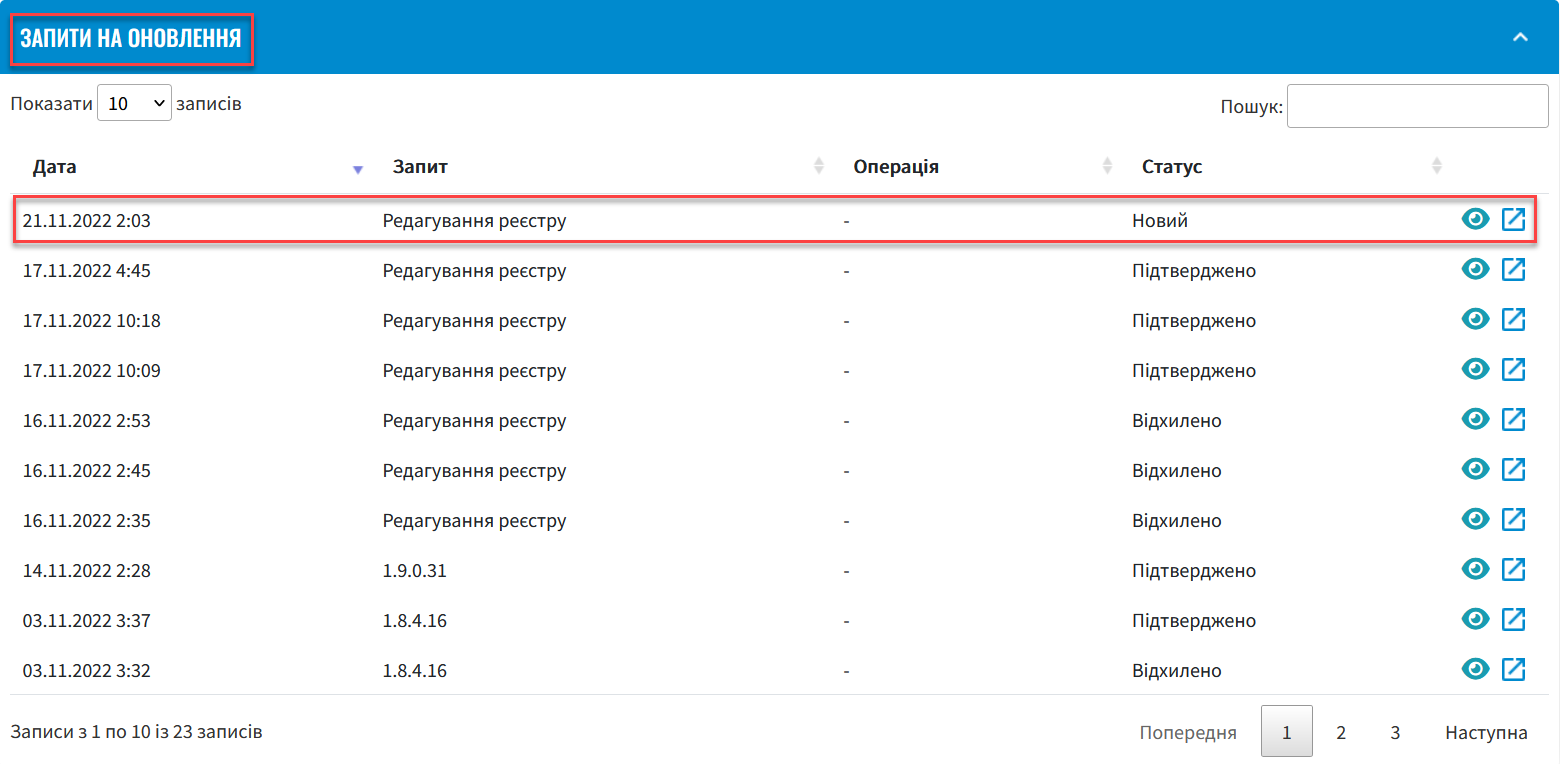 ЗАПИТИ НА ОНОВЛЕННЯ
Показати 10 записів Пошук:
Дата Запит Операція Статус
21.11.2022 2:03 Редагування реєстру - Новий
17.11.2022 4:45 Редагування реєстру - Підтверджено
17.11.2022 10:18 Редагування реєстру - Підтверджено
17.11.2022 10:09 Редагування реєстру - Підтверджено
16.11.2022 2:53 Редагування реєстру - Відхилено
16.11.2022 2:45 Редагування реєстру - Відхилено
16.11.2022 2:35 Редагування реєстру - Відхилено
14.11.2022 2:28 1.9.0.31 - Підтверджено
03.11.2022 3:37 1.8.4.16 - Підтверджено
03.11.2022 3:32 1.8.4.16 - Відхилено
Записи з 1 по 10 із 23 записів Попередня 1 2 3 Наступна